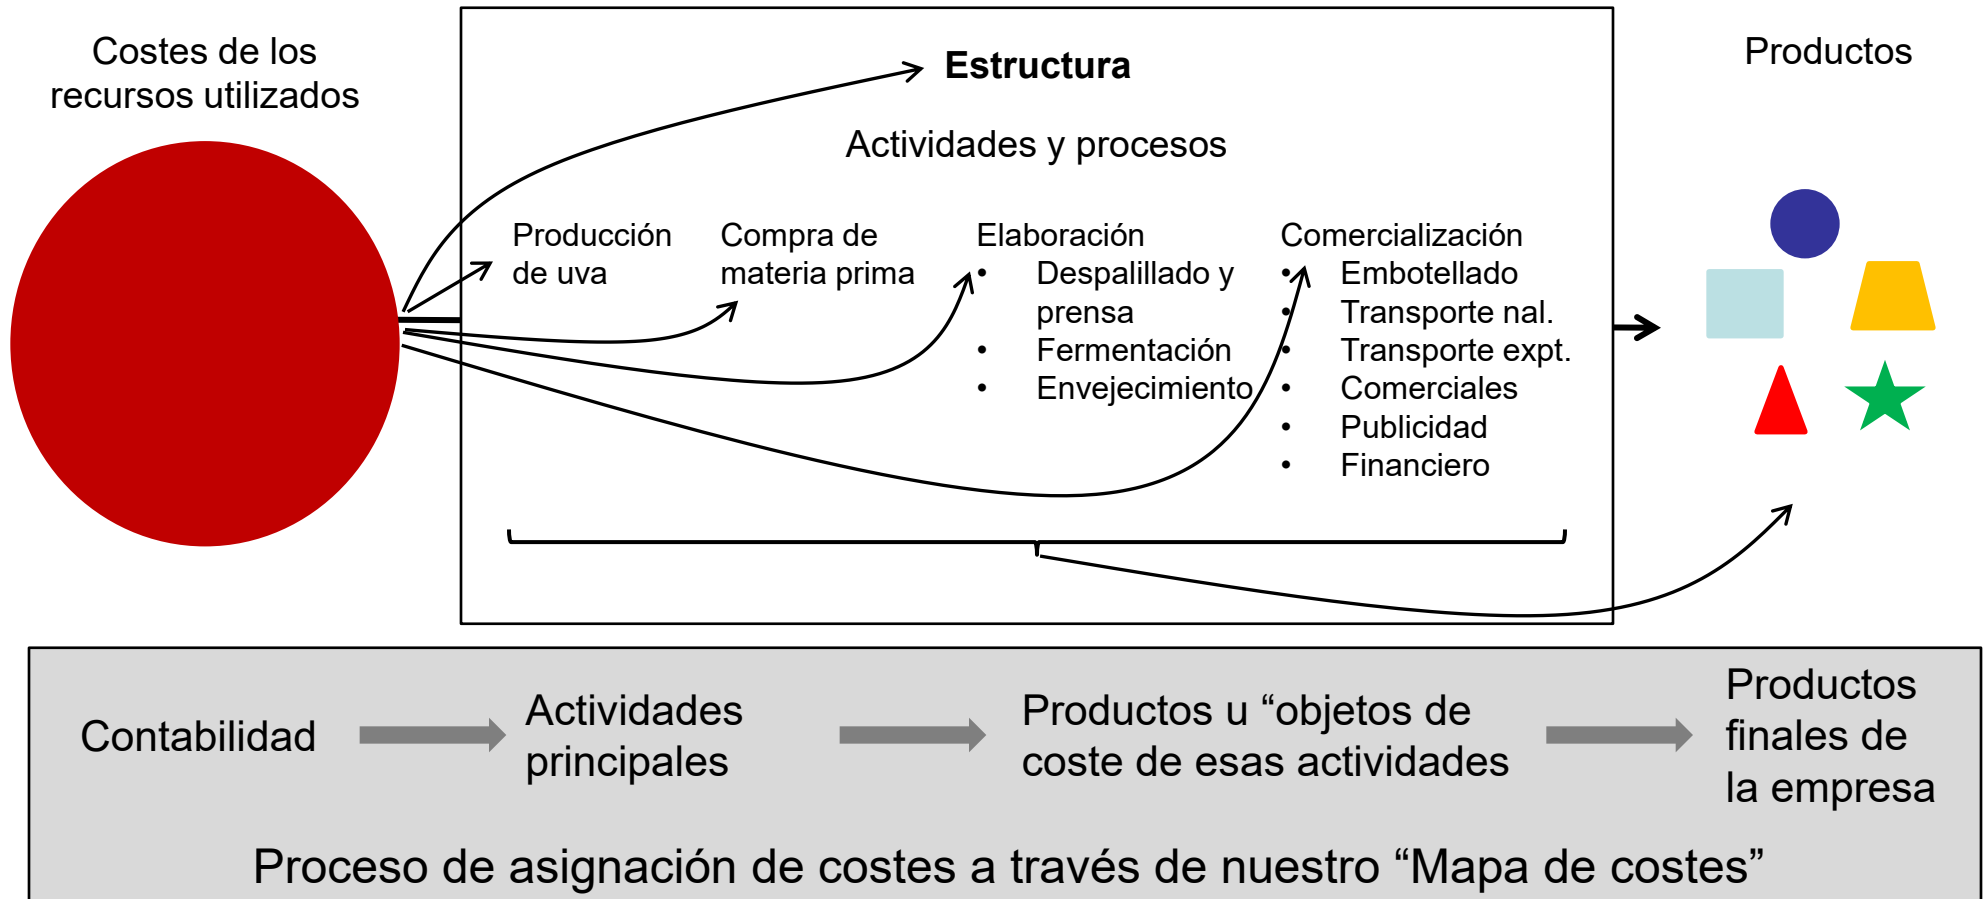 Costes de los
recursos utilizados
Estructura
Actividades y procesos
Productos
Producción
de uva
Compra de
materia prima
Elaboración
• Despalillado y
prensa
• Fermentación
• Envejecimiento
Comercialización
• Embotellado
• Transporte nal.
• Transporte expt.
• Comerciales
• Publicidad
• Financiero
Contabilidad
Actividades
principales
Productos u “objetos de
coste de esas actividades
Productos
finales de
la empresa
Proceso de asignación de costes a través de nuestro “Mapa de costes”